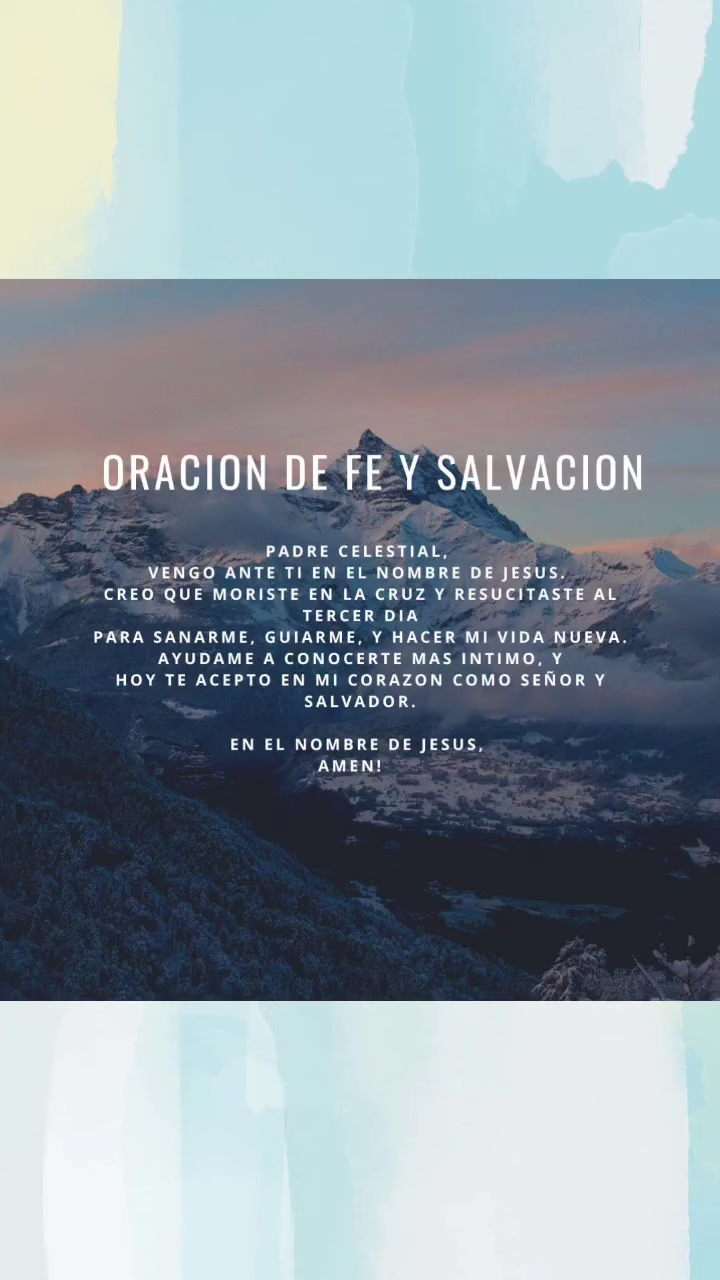 ORACION DE FE Y SALVACION
PADRE CELESTIAL,
VENGO ANTE TI EN EL NOMBRE DE JESUS.
CREO QUE MORISTE EN LA CRUZ Y RESUCITASTE AL
TERCER DIA
PARA SANARME, GUIARME, Y HACER MI VIDA NUEVA.
AYUDAME A CONOCERTE MAS INTIMO, Y
HOY TE ACEPTO EN MI CORAZON COMO SEÑOR Y
SALVADOR.
EN EL NOMBRE DE JESUS,
AMEN!